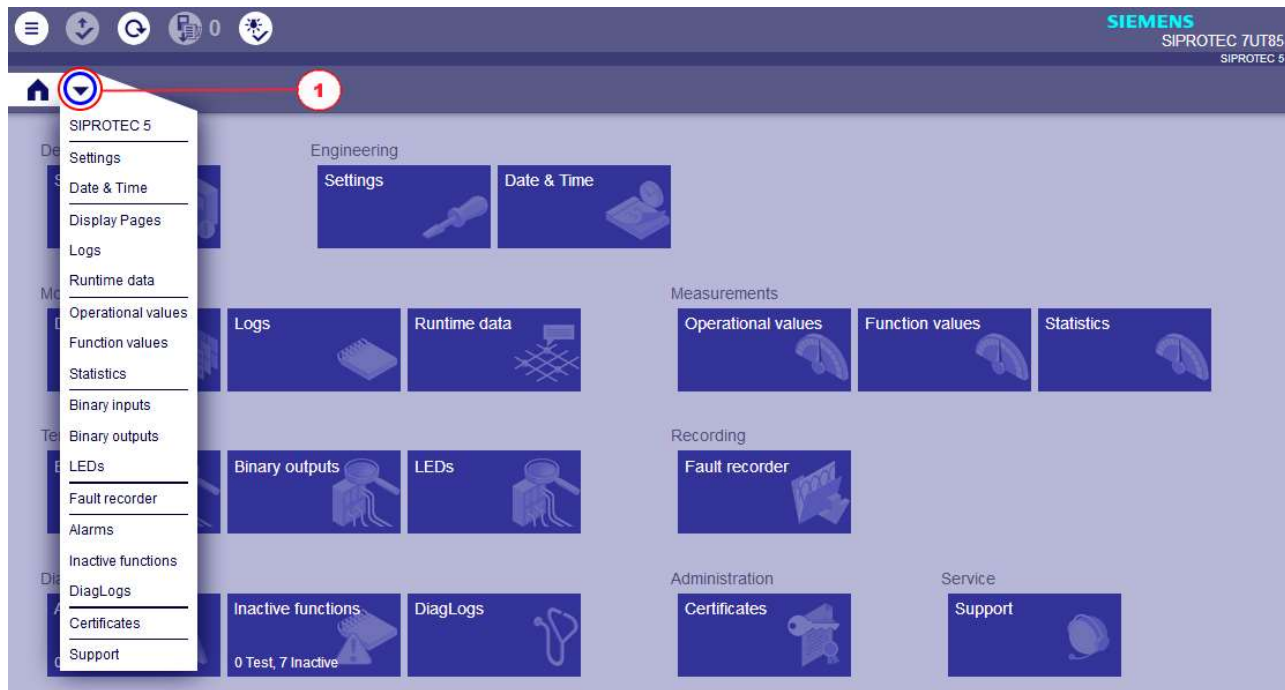 0
SIEMENS
SIPROTEC 7UT85
SIPROTEC 5
1
SIPROTEC 5
Settings
Date & Time
Display Pages
Logs
Runtime data
Operational values
Function values
Statistics
Binary inputs
Binary outputs
LEDs
Fault recorder
Alarms
Inactive functions
DiagLogs
Certificates
Support
Engineering
Settings
Date & Time
Logs
Runtime data
Measurements
Operational values
Function values
Statistics
Binary outputs
LEDs
Recording
Fault recorder
Inactive functions
0 Test, 7 Inactive
DiagLogs
Administration
Certificates
Service
Support